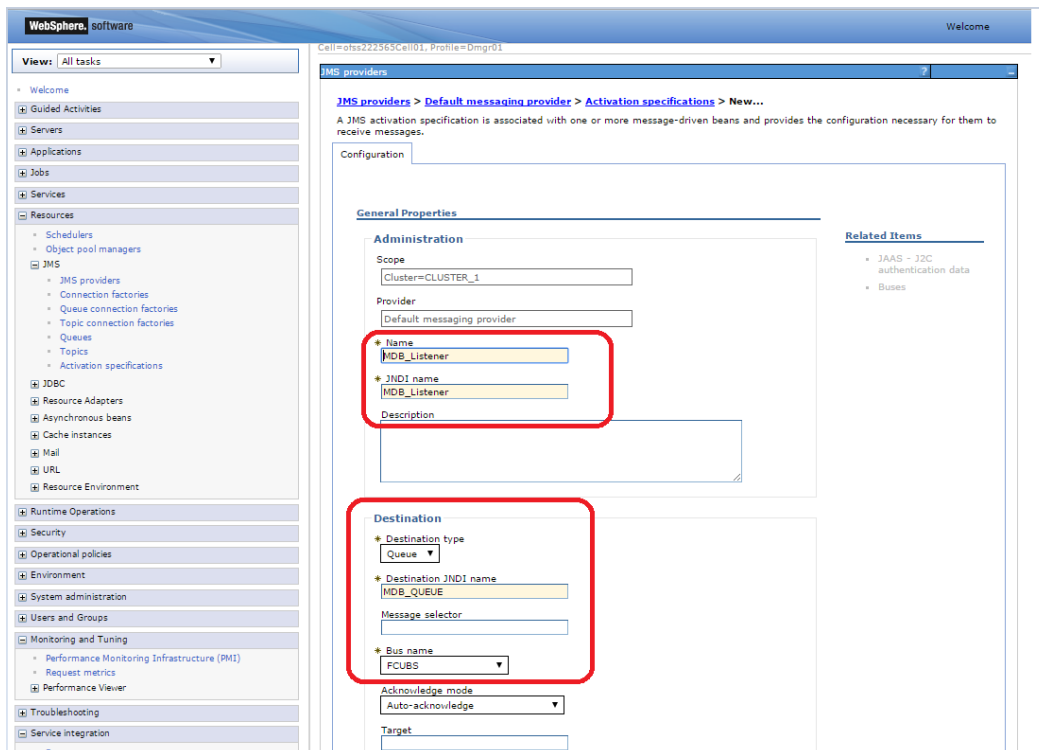 WebSphere. software
Welcome
View: All tasks
Welcome
Guided Activities
Servers
Applications
Jobs
Services
Resources
Schedulers
Object pool managers
JMS
JMS providers
Connection factories
Queue connection factories
Topic connection factories
Queues
Topics
Activation specifications
JDBC
Resource Adapters
Asynchronous beans
Cache instances
Mail
URL
Resource Environment
Runtime Operations
Security
Operational policies
Environment
System administration
Users and Groups
Monitoring and Tuning
Performance Monitoring Infrastructure (PMI)
Request metrics
Performance Viewer
Troubleshooting
Service integration
Cell=ofss222565Cell01, Profile=Dmgr01
JMS providers ?
JMS providers > Default messaging provider > Activation specifications > New...
A JMS activation specification is associated with one or more message-driven beans and provides the configuration necessary for them to
receive messages.
Configuration
General Properties
Administration
Scope
Cluster=CLUSTER_1
Provider
Default messaging provider
* Name
MDB_Listener
* JNDI name
MDB_Listener
Description
Destination
* Destination type
Queue
* Destination JNDI name
MDB_QUEUE
Message selector
* Bus name
FCUBS
Acknowledge mode
Auto-acknowledge
Target
Related Items
JAAS - J2C
authentication data
Buses